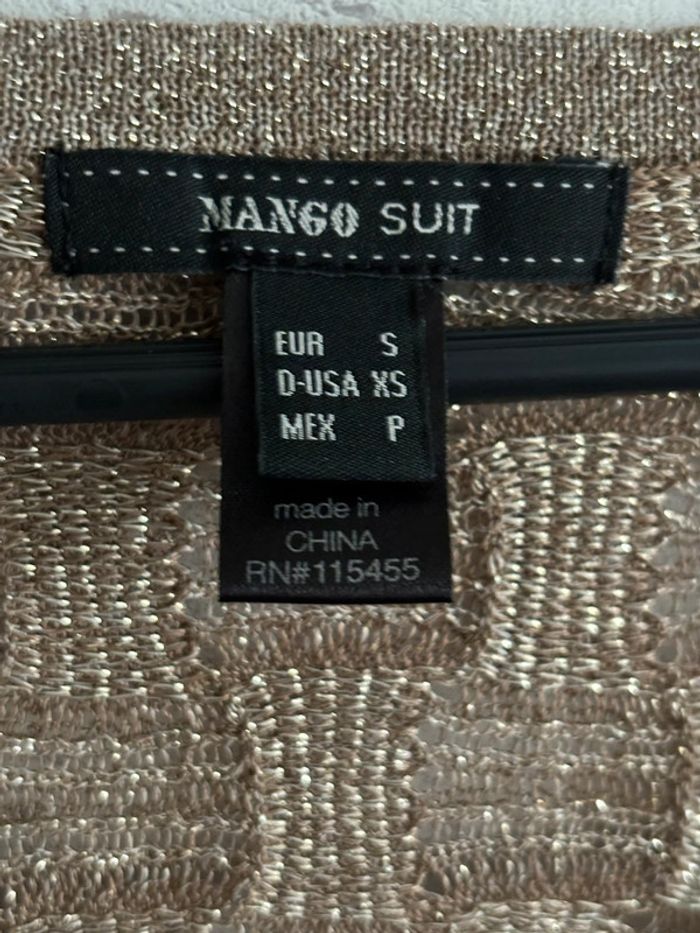 MANGO SUIT
EUR S
D-USA XS
MEX P
made in
CHINA
RN#115455